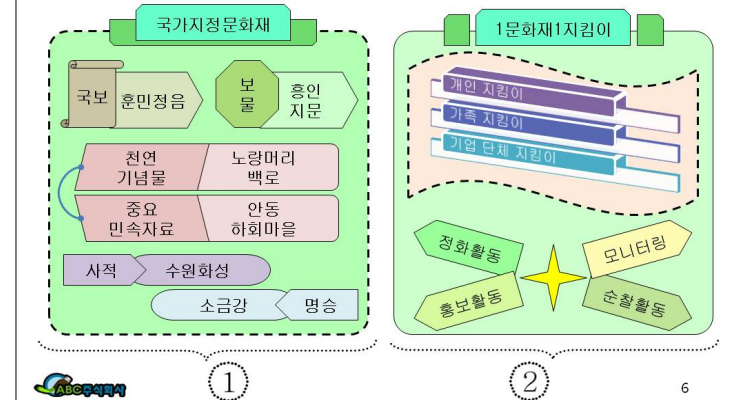 국가지정문화재
국보
훈민정음
보
물
흥인
지문
천연
기념물
노랑머리
백로
중요
민속자료
안동
하회마을
사적
수원화성
소금강
명승
1
1문화재1지킴이
개인 지킴이
가족 지킴이
기업 단체 지킴이
정화활동
모니터링
홍보활동
순찰활동
2
ABC주식회사
6